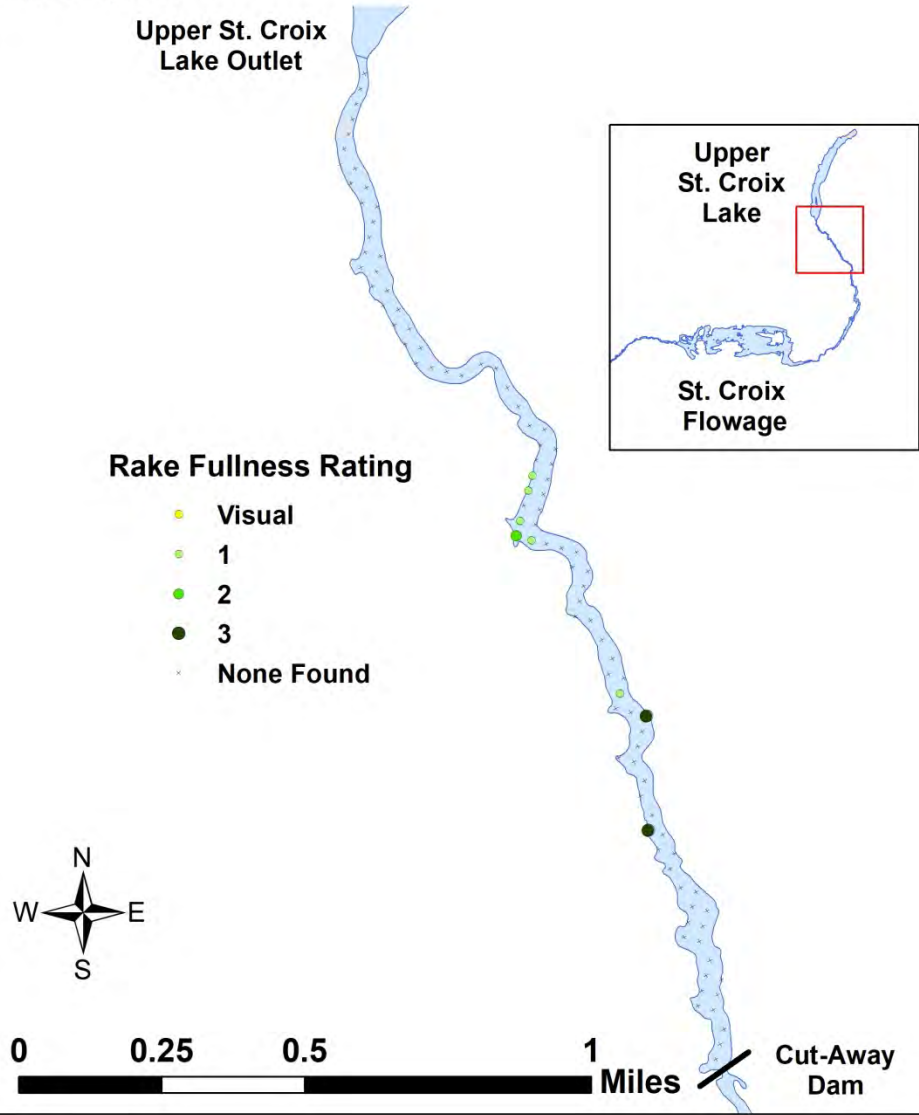 Upper St. Croix
Lake Outlet
Upper
St. Croix
Lake
St. Croix
Flowage
Rake Fullness Rating
Visual
1
2
3
None Found
N
W E
S
0 0.25 0.5 1
Miles
Cut-Away
Dam